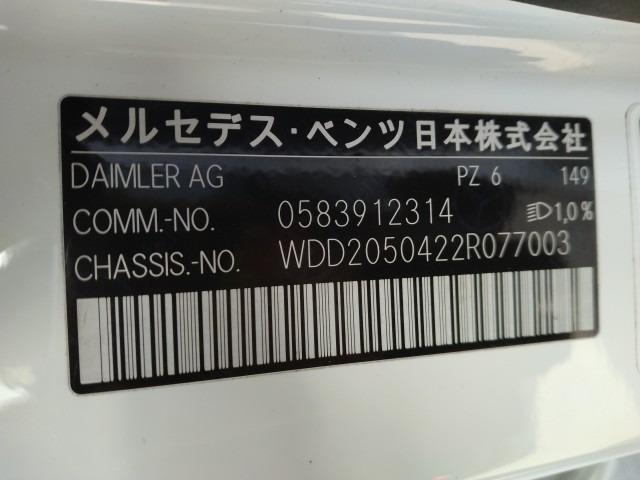 メルセデス・ベンツ日本株式会社
DAIMLER AG PZ 6 149
COMM.-NO. 0583912314 1,0%
CHASSIS.-NO. WDD2050422R077003